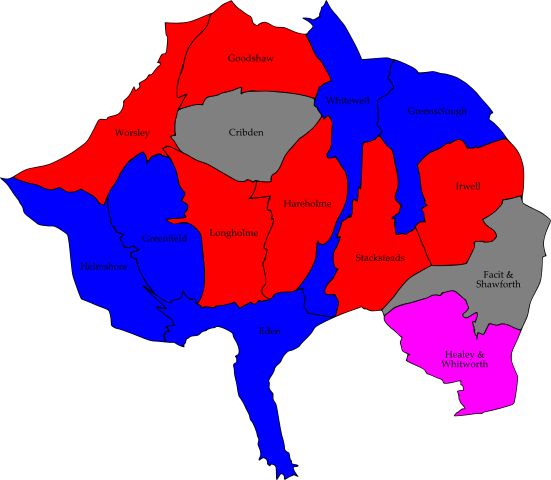 Goodshaw
Whitewell
Greensclough
Worsley
Cribden
Irwell
Hareholme
Longholme
Greenfield
Stacksteads
Helmshore
Facit &
Shawforth
Eden
Healey &
Whitworth